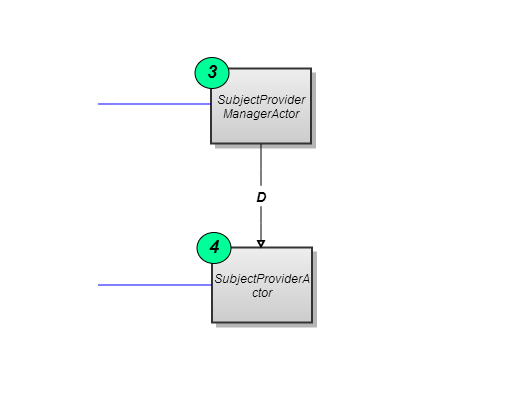 3
SubjectProvider
ManagerActor
D
4
SubjectProviderA
ctor